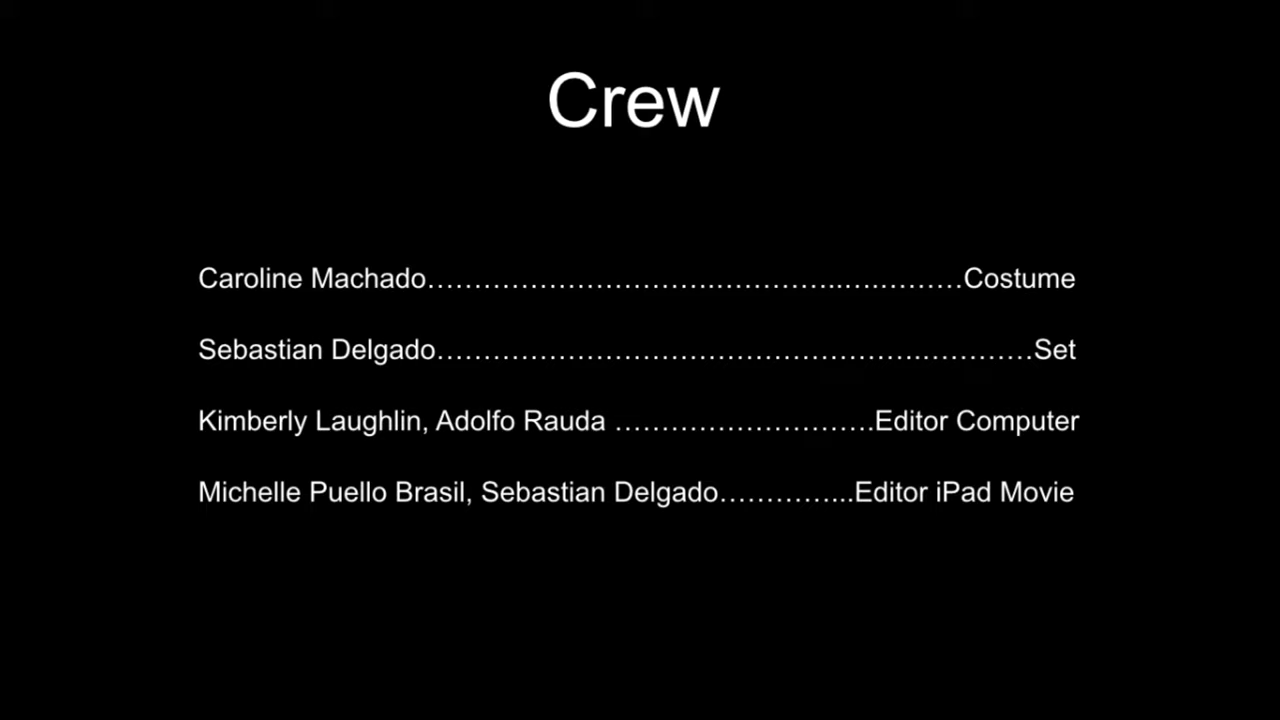 Crew
Caroline Machado…………………………..…………..…..………Costume
Sebastian Delgado……………………………………………..…………Set
Kimberly Laughlin, Adolfo Rauda ……………………….Editor Computer
Michelle Puello Brasil, Sebastian Delgado…………...Editor iPad Movie